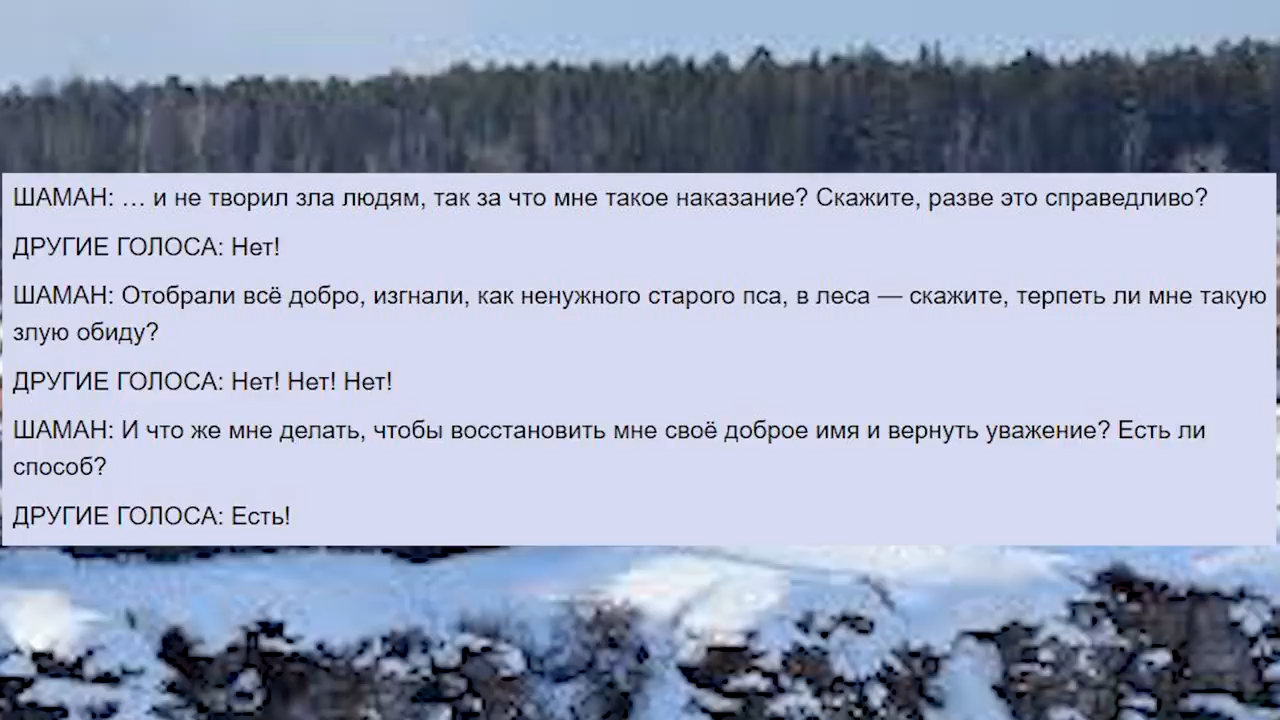 ШАМАН: … и не творил зла людям, так за что мне такое наказание? Скажите, разве это справедливо?
ДРУГИЕ ГОЛОСА: Нет!
ШАМАН: Отобрали всё добро, изгнали, как ненужного старого пса, в леса — скажите, терпеть ли мне такую
злую обиду?
ДРУГИЕ ГОЛОСА: Нет! Нет! Нет!
ШАМАН: И что же мне делать, чтобы восстановить мне своё доброе имя и вернуть уважение? Есть ли
способ?
ДРУГИЕ ГОЛОСА: Есть!